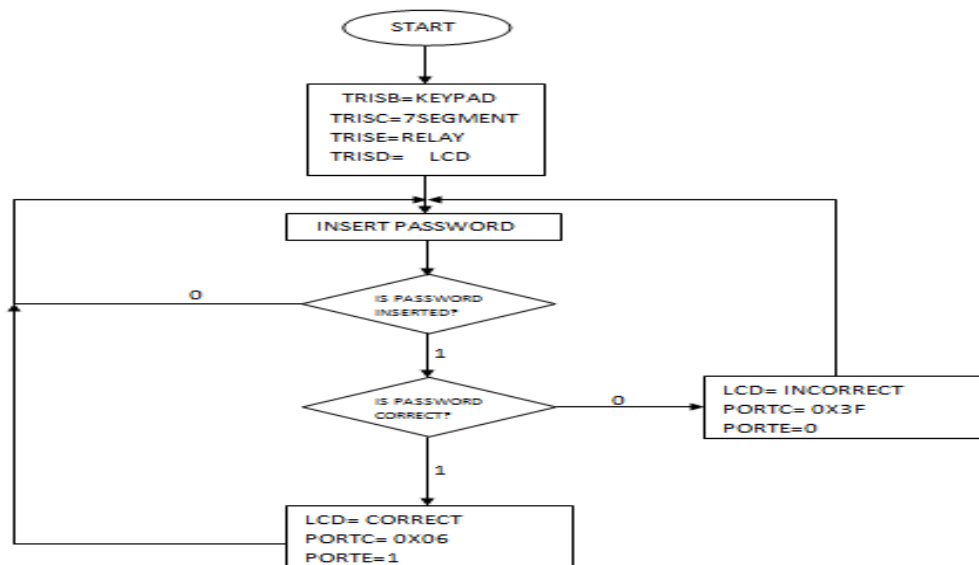 START
TRISB=KEYPAD
TRISC=7SEGMENT
TRISE=RELAY
TRISD= LCD
INSERT PASSWORD
0
IS PASSWORD
INSERTED?
1
IS PASSWORD
CORRECT?
0
LCD= INCORRECT
PORTC= 0X3F
PORTE=0
1
LCD= CORRECT
PORTC= 0X06
PORTE=1